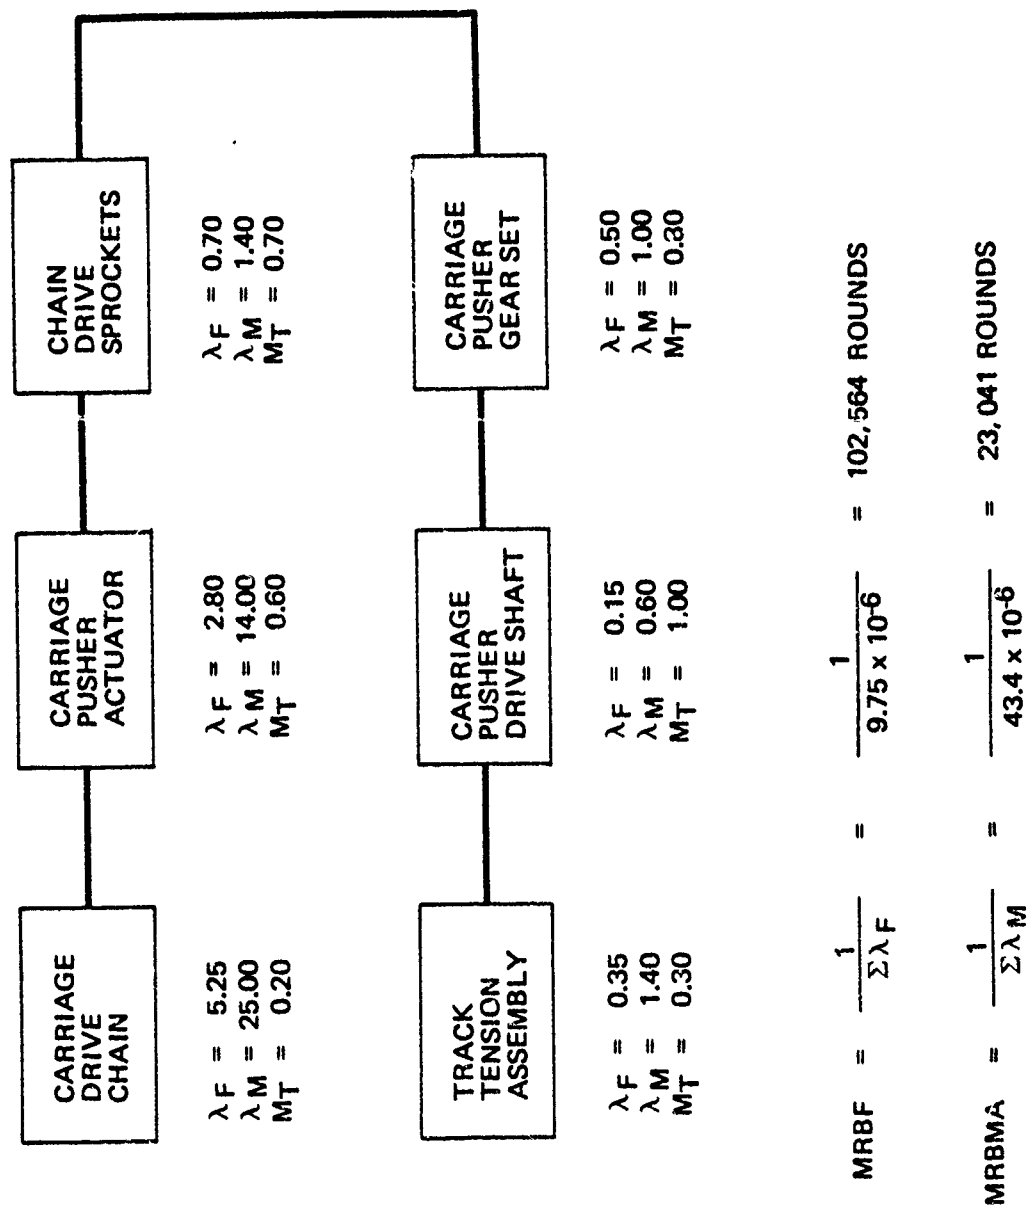 CARRIAGE
DRIVE
CHAIN
λF = 5.25
λM = 25.00
MT = 0.20
CARRIAGE
PUSHER
ACTUATOR
λF = 2.80
λM = 14.00
MT = 0.60
CHAIN
DRIVE
SPROCKETS
λF = 0.70
λM = 1.40
MT = 0.70
TRACK
TENSION
ASSEMBLY
λF = 0.35
λM = 1.40
MT = 0.30
CARRIAGE
PUSHER
DRIVE SHAFT
λF = 0.15
λM = 0.60
MT = 1.00
CARRIAGE
PUSHER
GEAR SET
λF = 0.50
λM = 1.00
MT = 0.80
MRBF = 1 / ΣλF = 1 / 9.75 x 10-6 = 102,564 ROUNDS
MRBMA = 1 / ΣλM = 1 / 43.4 x 10-6 = 23,041 ROUNDS